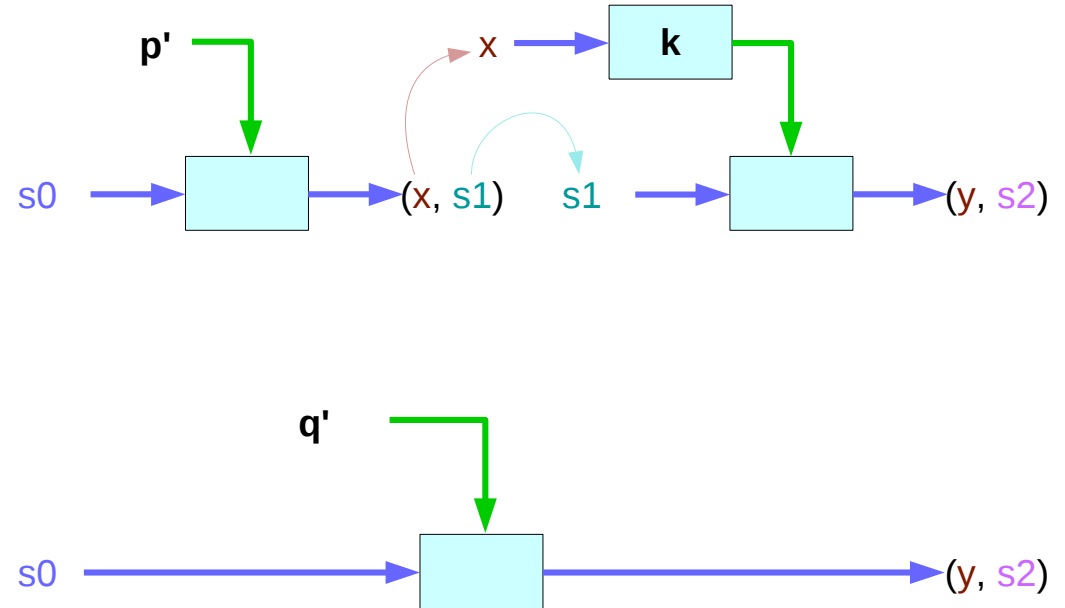 p' x k
s0 (x, s1) s1 (y, s2)
q'
s0 (y, s2)